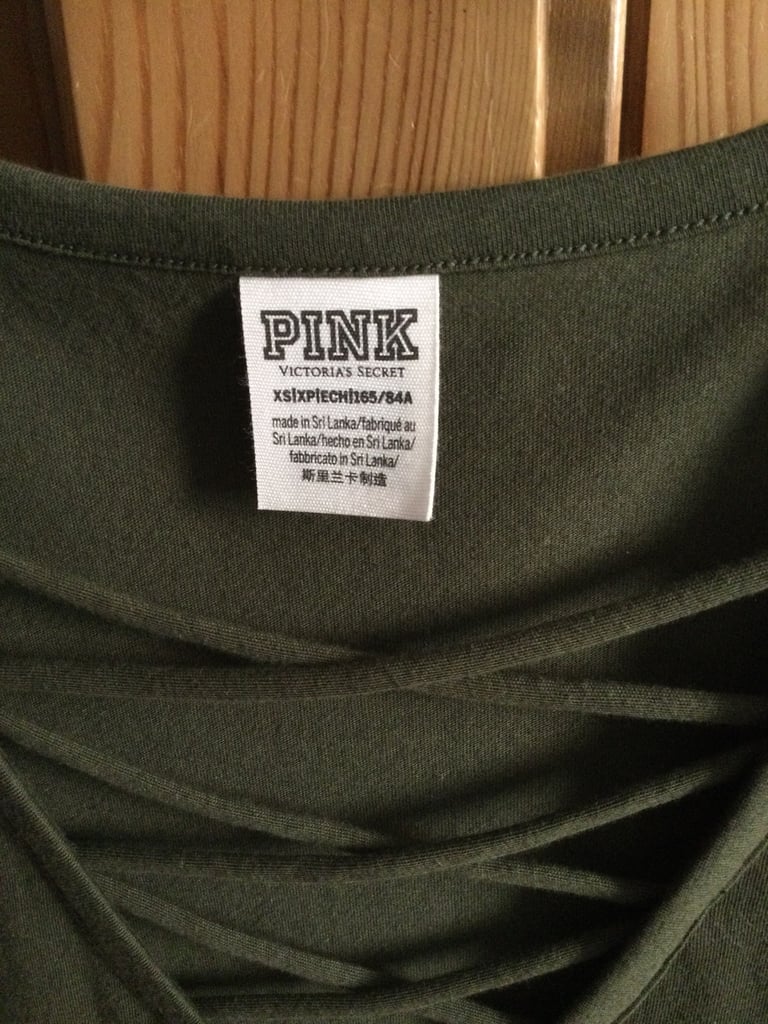 PINK
VICTORIA'S SECRET
XS|XP|ECH|165/84A
made in Sri Lanka/fabriqué au
Sri Lanka/hecho en Sri Lanka/
fabbricato in Sri Lanka/
斯里兰卡制造